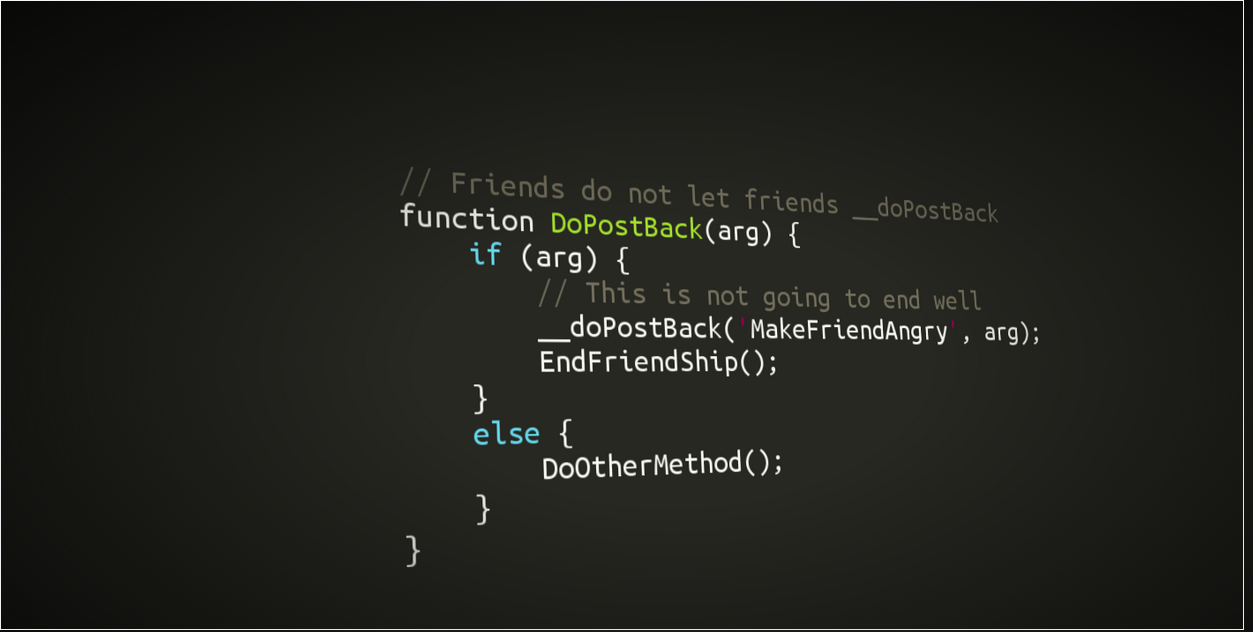 // Friends do not let friends __doPostBack
function DoPostBack(arg) {
    if (arg) {
        // This is not going to end well
        __doPostBack('MakeFriendAngry', arg);
        EndFriendShip();
    }
    else {
        DoOtherMethod();
    }
}